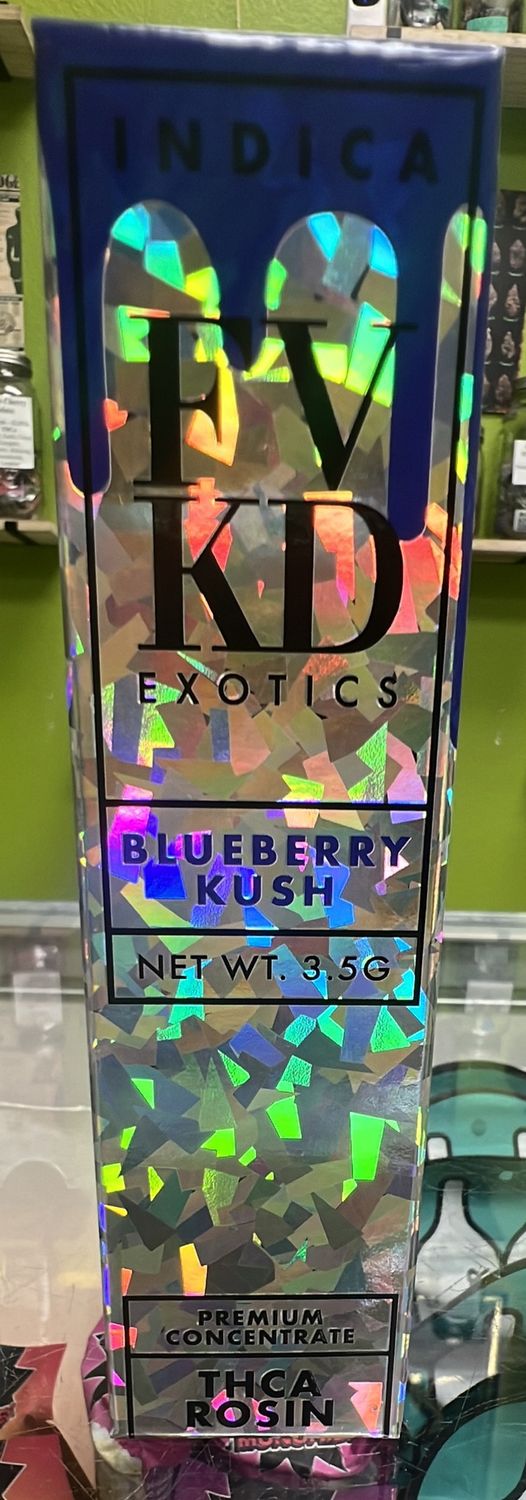 INDICA
EV
KD
EXOTICS
BLUEBERRY
KUSH
NET WT. 3.5G
PREMIUM
CONCENTRATE
THCA
ROSIN